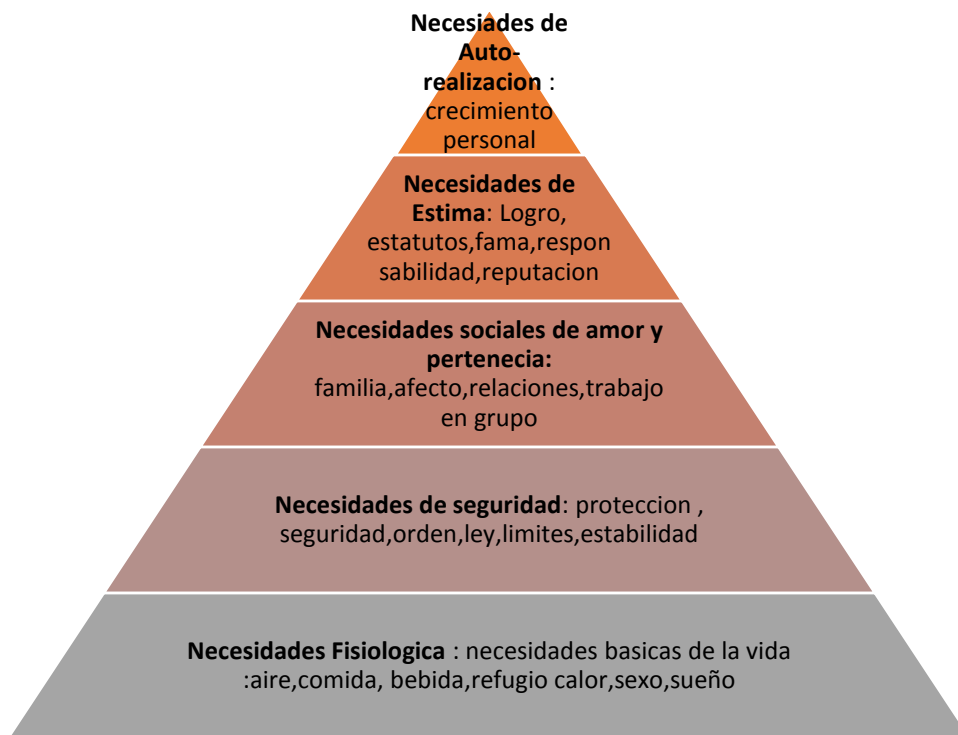 Necesiades de
Auto-
realizacion :
crecimiento
personal
Necesidades de
Estima: Logro,
estatutos,fama,respon
sabilidad,reputacion
Necesidades sociales de amor y
pertenecia:
familia,afecto,relaciones,trabajo
en grupo
Necesidades de seguridad: proteccion ,
seguridad,orden,ley,limites,estabilidad
Necesidades Fisiologica : necesidades basicas de la vida
:aire,comida, bebida,refugio calor,sexo,sueño